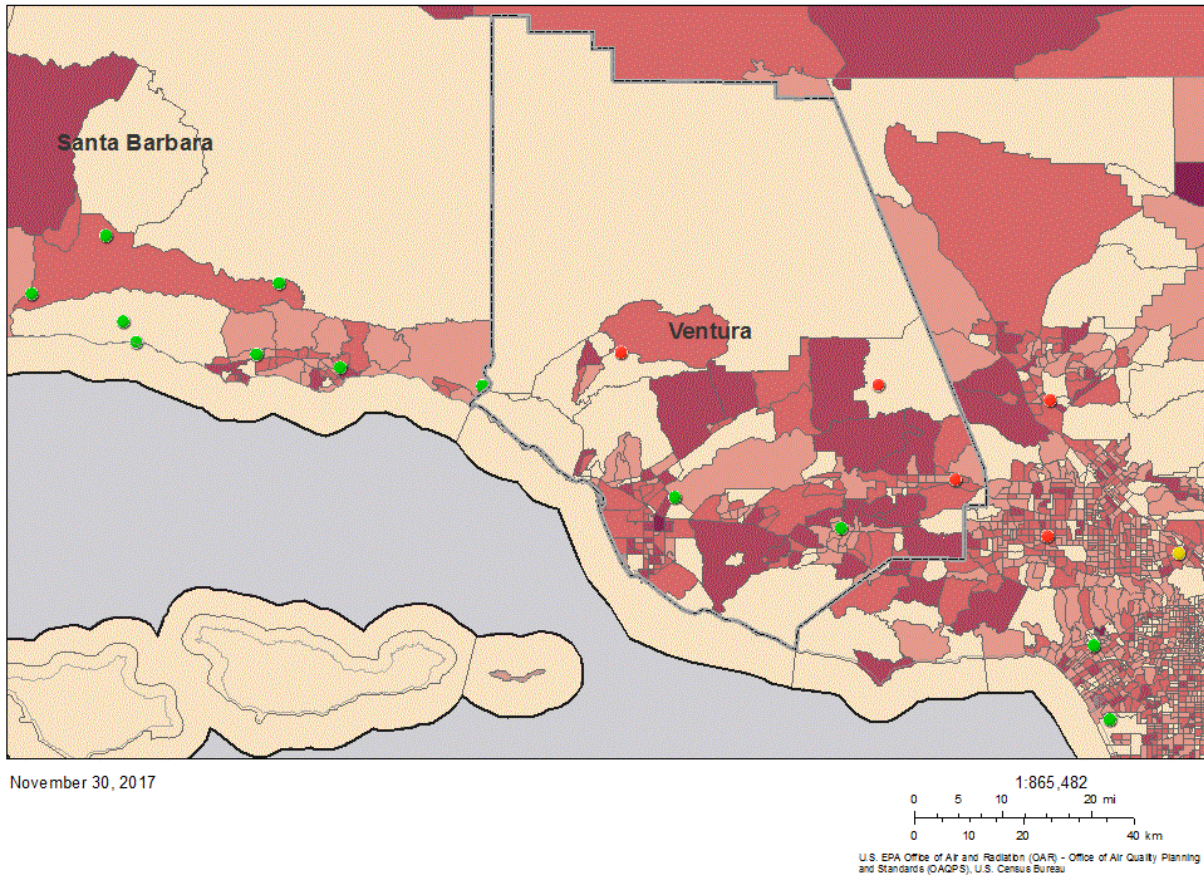 Santa Barbara
Ventura
November 30, 2017
1:865,482
0 5 10 20 mi
0 10 20 40 km
U.S. EPA Office of Air and Radiation (OAR) - Office of Air Quality Planning
and Standards (OAQPS), U.S. Census Bureau